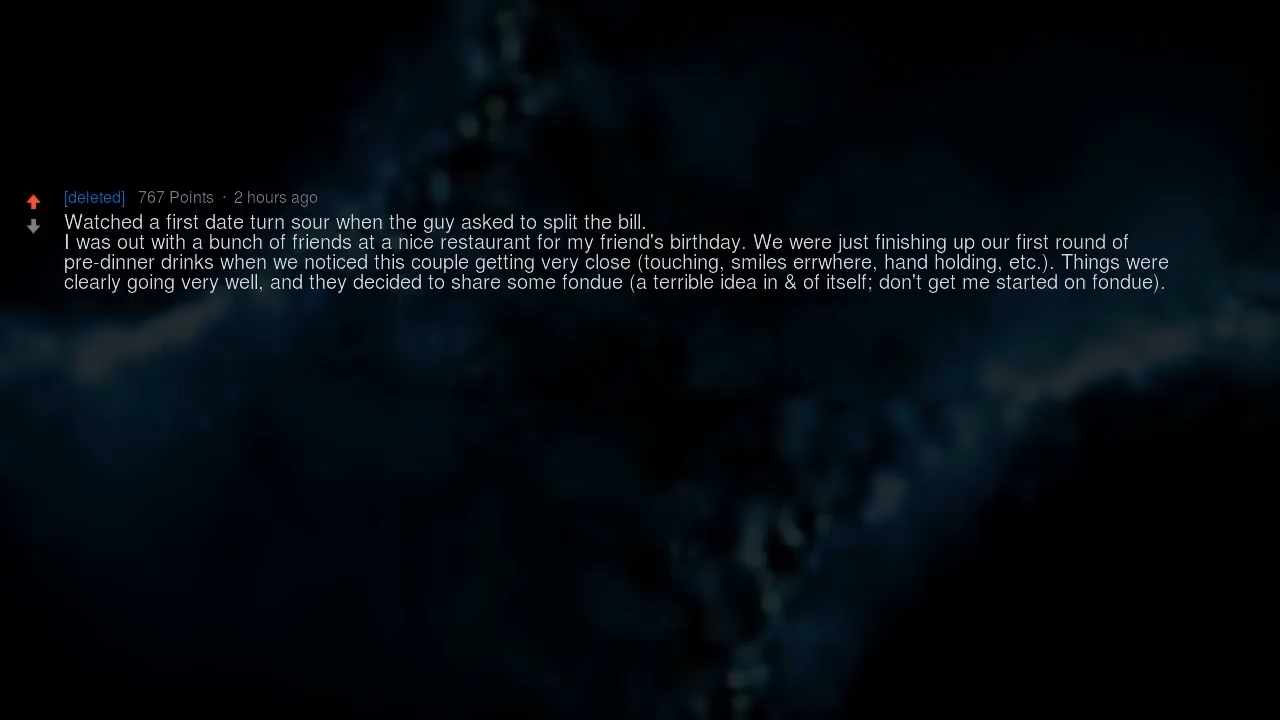 [deleted] 767 Points · 2 hours ago
Watched a first date turn sour when the guy asked to split the bill.
I was out with a bunch of friends at a nice restaurant for my friend's birthday. We were just finishing up our first round of
pre-dinner drinks when we noticed this couple getting very close (touching, smiles errwhere, hand holding, etc.). Things were
clearly going very well, and they decided to share some fondue (a terrible idea in & of itself; don't get me started on fondue).